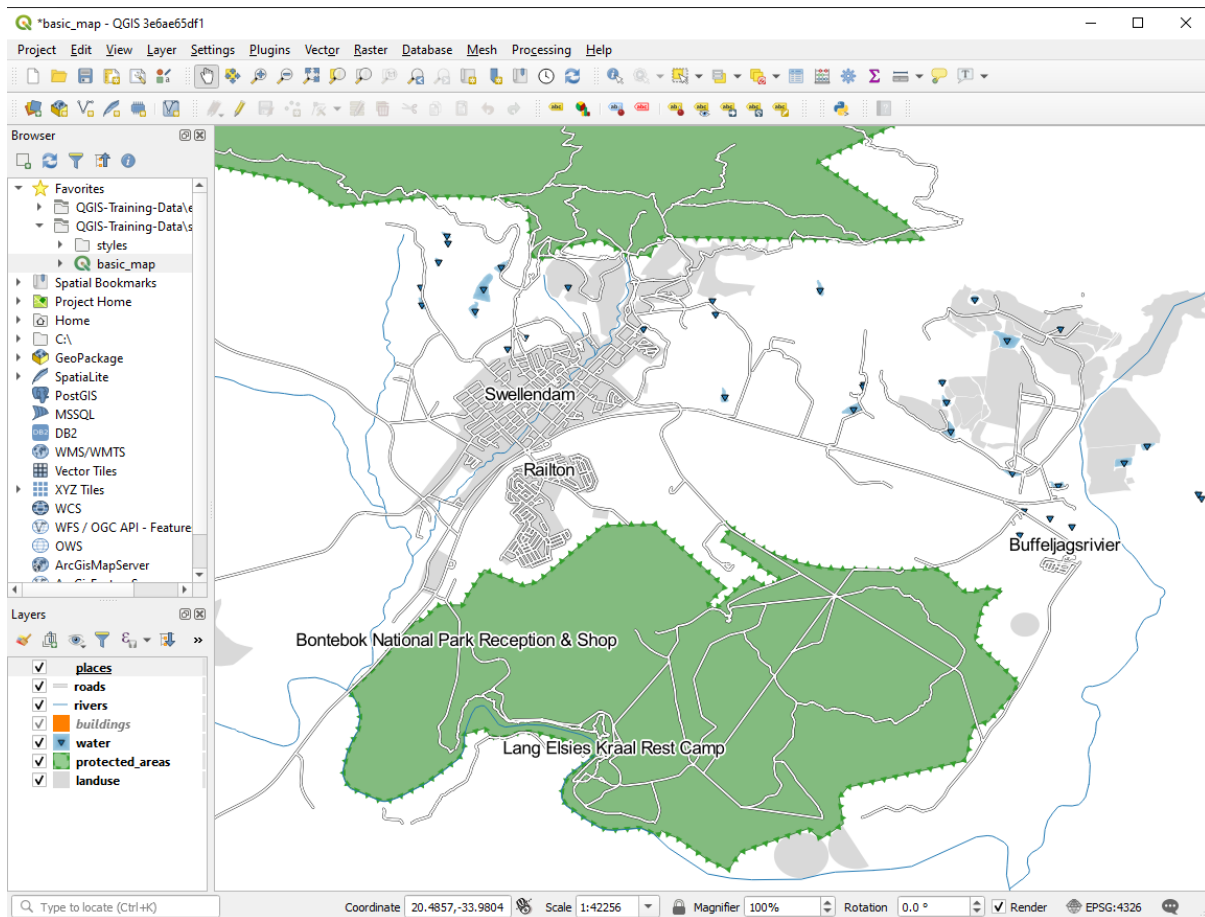 *basic_map - QGIS 3e6ae65df1
Project Edit View Layer Settings Plugins Vector Raster Database Mesh Processing Help
Browser
Favorites
QGIS-Training-Data\e
QGIS-Training-Data\s
styles
basic_map
Spatial Bookmarks
Project Home
Home
C:\
GeoPackage
SpatiaLite
PostGIS
MSSQL
DB2
WMS/WMTS
Vector Tiles
XYZ Tiles
WCS
WFS / OGC API - Feature
OWS
ArcGisMapServer
Layers
places
roads
rivers
buildings
water
protected_areas
landuse
Swellendam
Railton
Buffeljagsrivier
Bontebok National Park Reception & Shop
Lang Elsies Kraal Rest Camp
Type to locate (Ctrl+K) Coordinate 20.4857,-33.9804 Scale 1:42256 Magnifier 100% Rotation 0.0 ° Render EPSG:4326